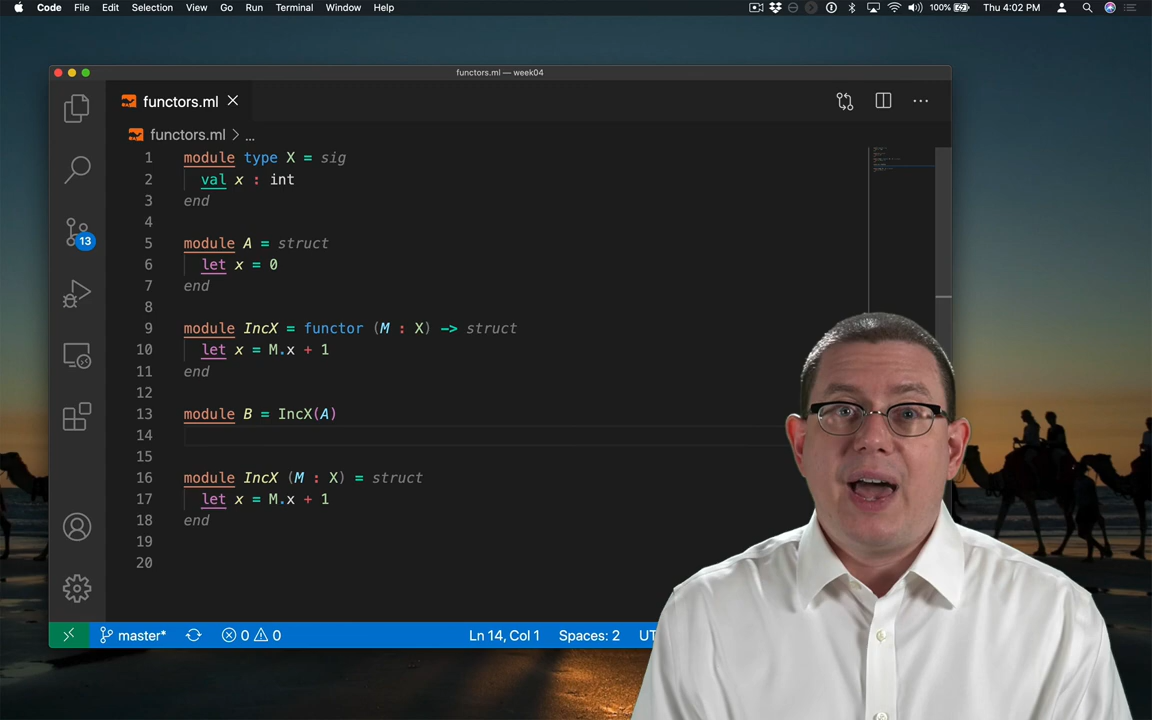 Code File Edit Selection View Go Run Terminal Window Help 100% Thu 4:02 PM
functors.ml — week04
functors.ml
functors.ml > ...
1 module type X = sig
2 val x : int
3 end
4
5 module A = struct
6 let x = 0
7 end
8
9 module IncX = functor (M : X) -> struct
10 let x = M.x + 1
11 end
12
13 module B = IncX(A)
14
15
16 module IncX (M : X) = struct
17 let x = M.x + 1
18 end
19
20
13
master* 0 0 Ln 14, Col 1 Spaces: 2 UT